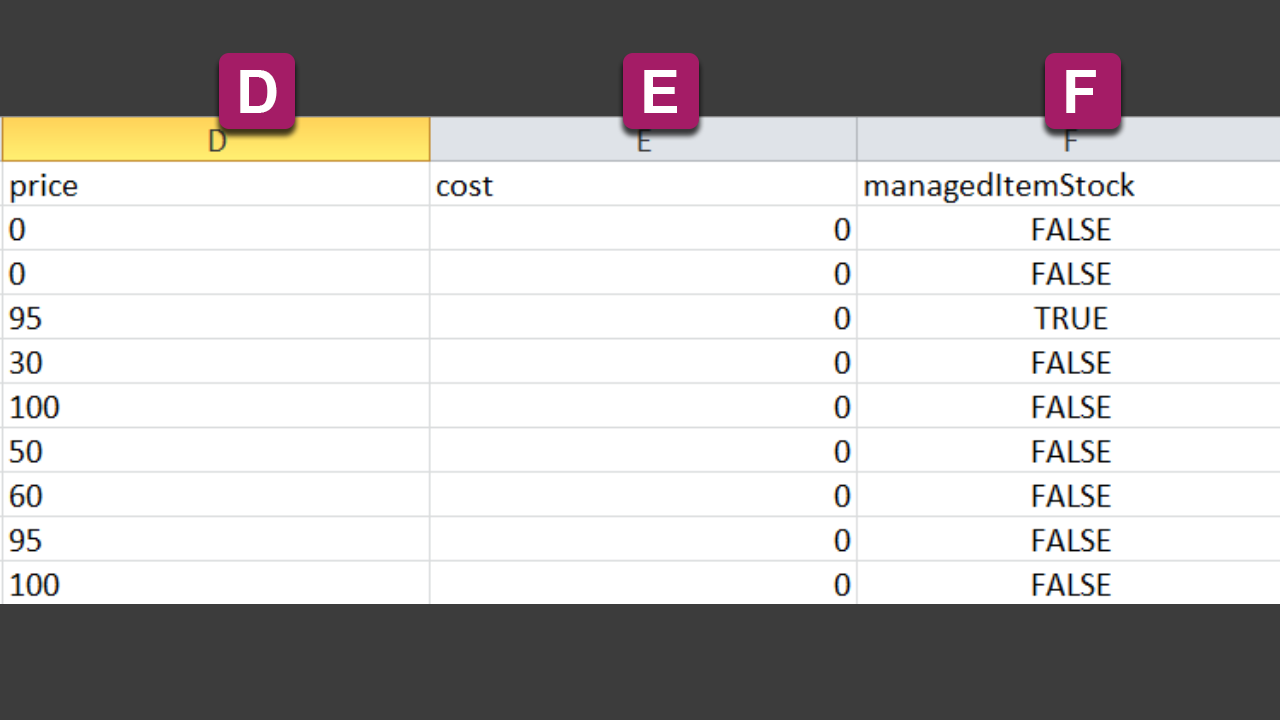 D E F
D E F
price cost managedItemStock
0 0 FALSE
0 0 FALSE
95 0 TRUE
30 0 FALSE
100 0 FALSE
50 0 FALSE
60 0 FALSE
95 0 FALSE
100 0 FALSE